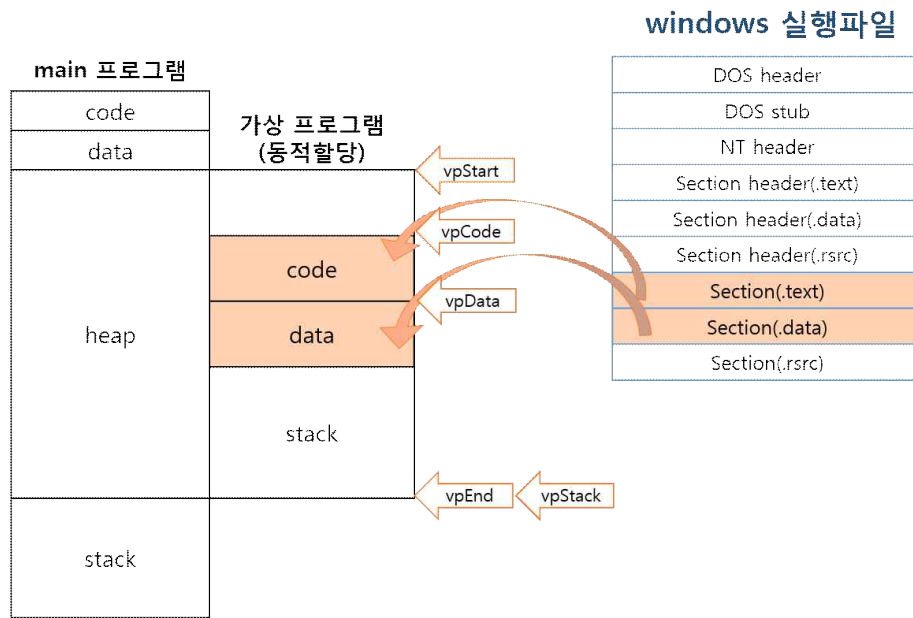 windows 실행파일
main 프로그램
code
data
heap
stack
가상 프로그램
(동적할당)
code
data
stack
vpStart
vpCode
vpData
vpEnd
vpStack
DOS header
DOS stub
NT header
Section header(.text)
Section header(.data)
Section header(.rsrc)
Section(.text)
Section(.data)
Section(.rsrc)